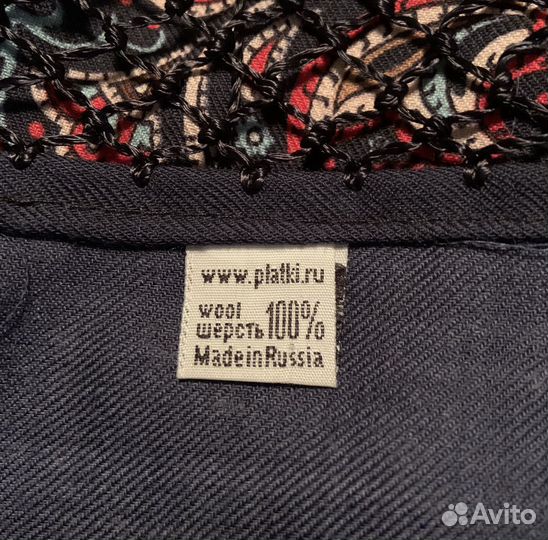 www.platki.ru
wool
шерсть 100%
MadeinRussia
Avito